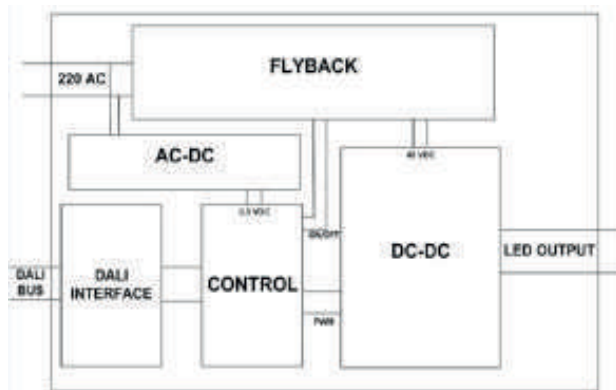 FLYBACK
220 AC
AC-DC
40 VDC
3.3 VDC
ON/OFF
DALI
BUS
DALI
INTERFACE
CONTROL
DC-DC
LED OUTPUT
PWM